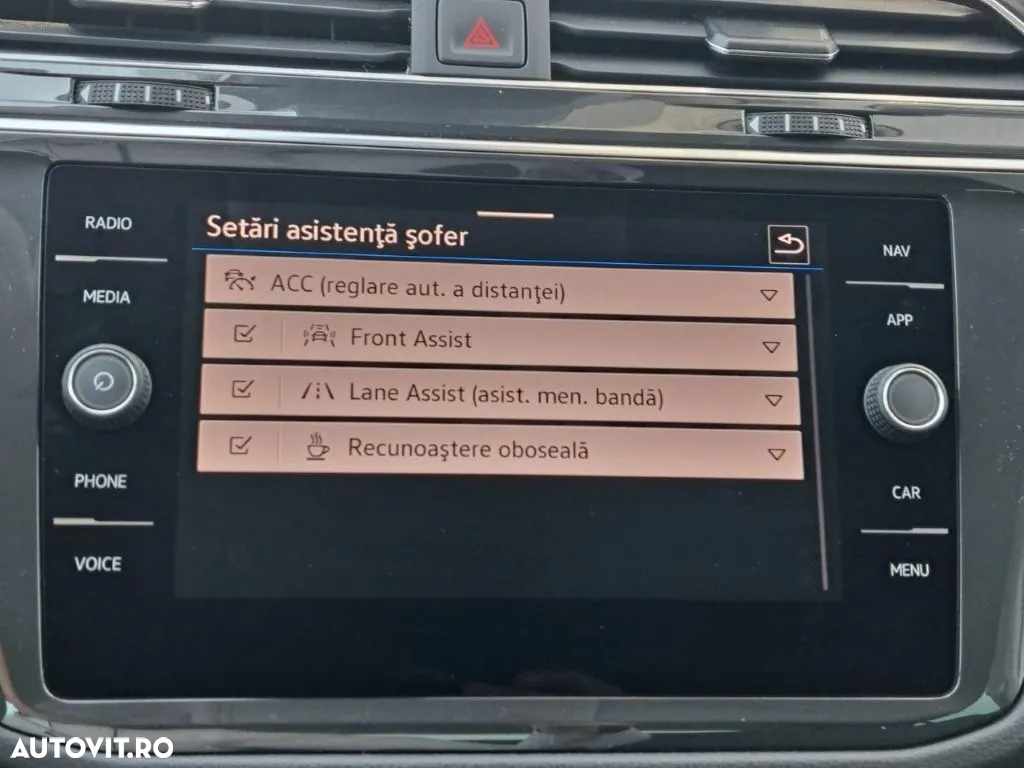 RADIO
MEDIA
PHONE
VOICE
Setări asistenţă şofer
ACC (reglare aut. a distanţei)
Front Assist
Lane Assist (asist. men. bandă)
Recunoaştere oboseală
NAV
APP
CAR
MENU
AUTOVIT.RO